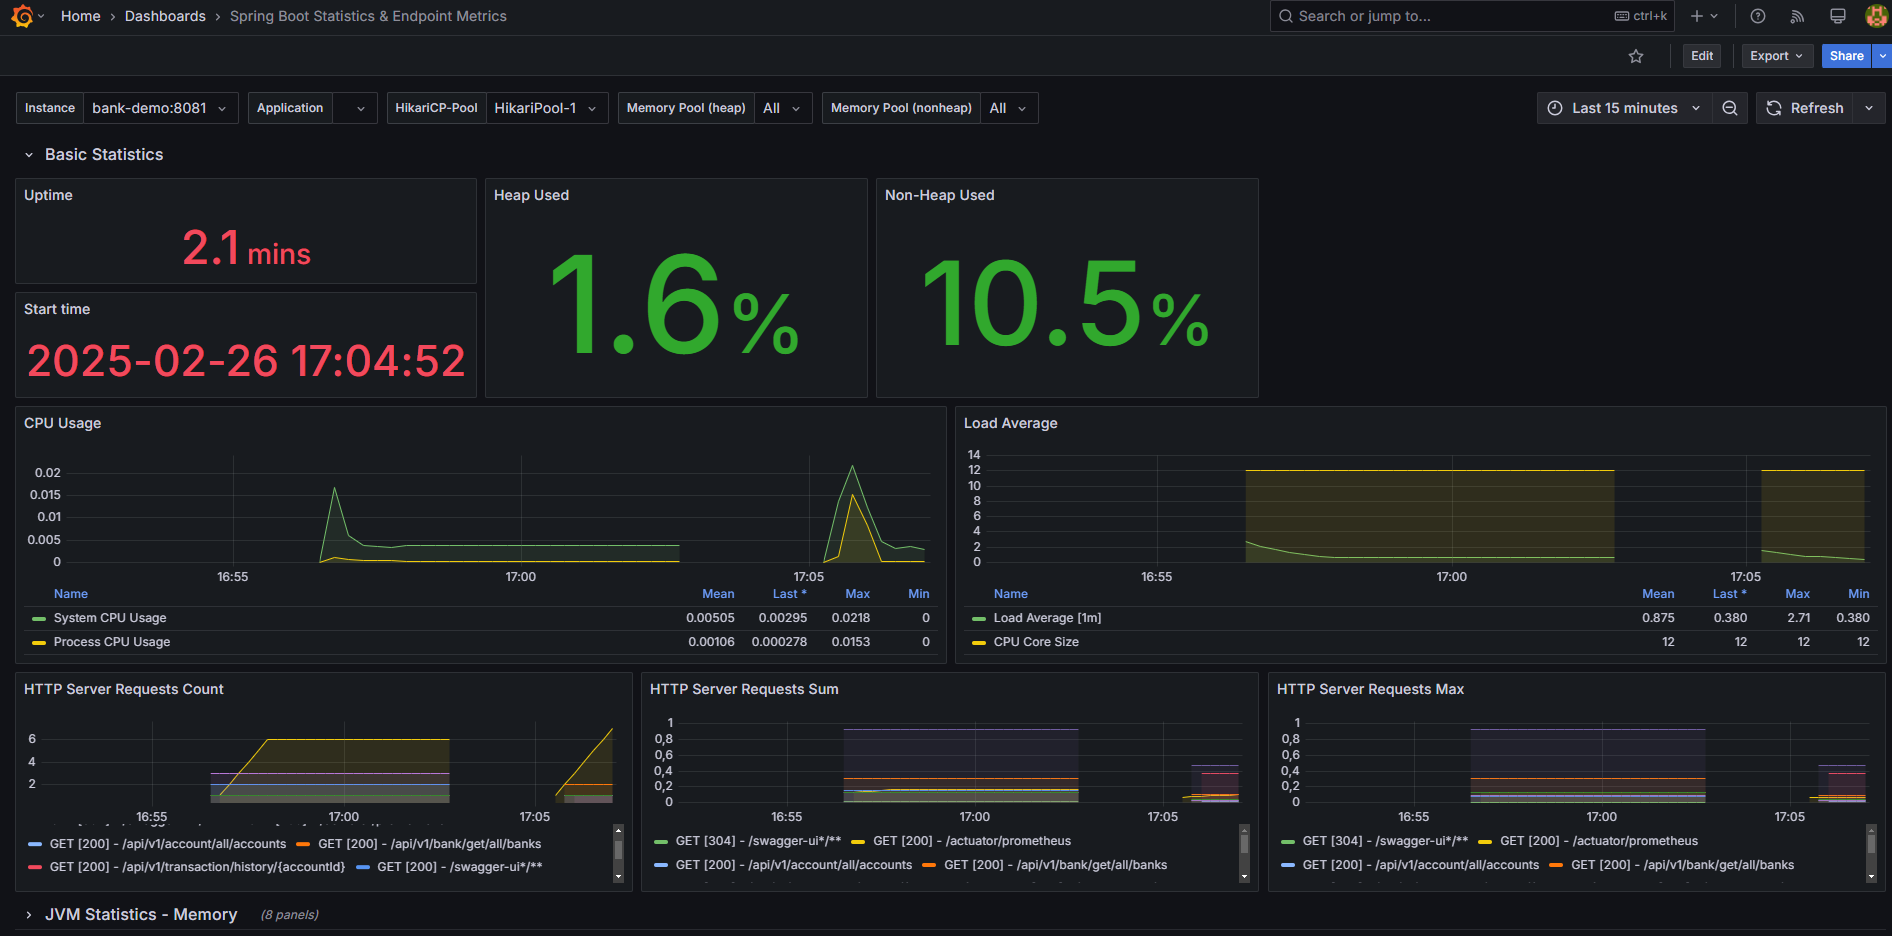 Home › Dashboards › Spring Boot Statistics & Endpoint Metrics
Search or jump to...
ctrl+k
Edit
Export
Share
Instance
bank-demo:8081
Application
HikariCP-Pool
HikariPool-1
Memory Pool (heap)
All
Memory Pool (nonheap)
All
Last 15 minutes
Refresh
Basic Statistics
Uptime
2.1 mins
Start time
2025-02-26 17:04:52
Heap Used
1.6%
Non-Heap Used
10.5%
CPU Usage
0.02
0.015
0.01
0.005
0
16:55 17:00 17:05
Name Mean Last * Max Min
System CPU Usage 0.00505 0.00295 0.0218 0
Process CPU Usage 0.00106 0.000278 0.0153 0
Load Average
14
12
10
8
6
4
2
0
16:55 17:00 17:05
Name Mean Last * Max Min
Load Average [1m] 0.875 0.380 2.71 0.380
CPU Core Size 12 12 12 12
HTTP Server Requests Count
6
4
2
16:55 17:00 17:05
GET [200] - /api/v1/account/all/accounts GET [200] - /api/v1/bank/get/all/banks
GET [200] - /api/v1/transaction/history/{accountId} GET [200] - /swagger-ui*/**
HTTP Server Requests Sum
1
0,8
0,6
0,4
0,2
0
16:55 17:00 17:05
GET [304] - /swagger-ui*/** GET [200] - /actuator/prometheus
GET [200] - /api/v1/account/all/accounts GET [200] - /api/v1/bank/get/all/banks
HTTP Server Requests Max
1
0,8
0,6
0,4
0,2
0
16:55 17:00 17:05
GET [304] - /swagger-ui*/** GET [200] - /actuator/prometheus
GET [200] - /api/v1/account/all/accounts GET [200] - /api/v1/bank/get/all/banks
JVM Statistics - Memory (8 panels)